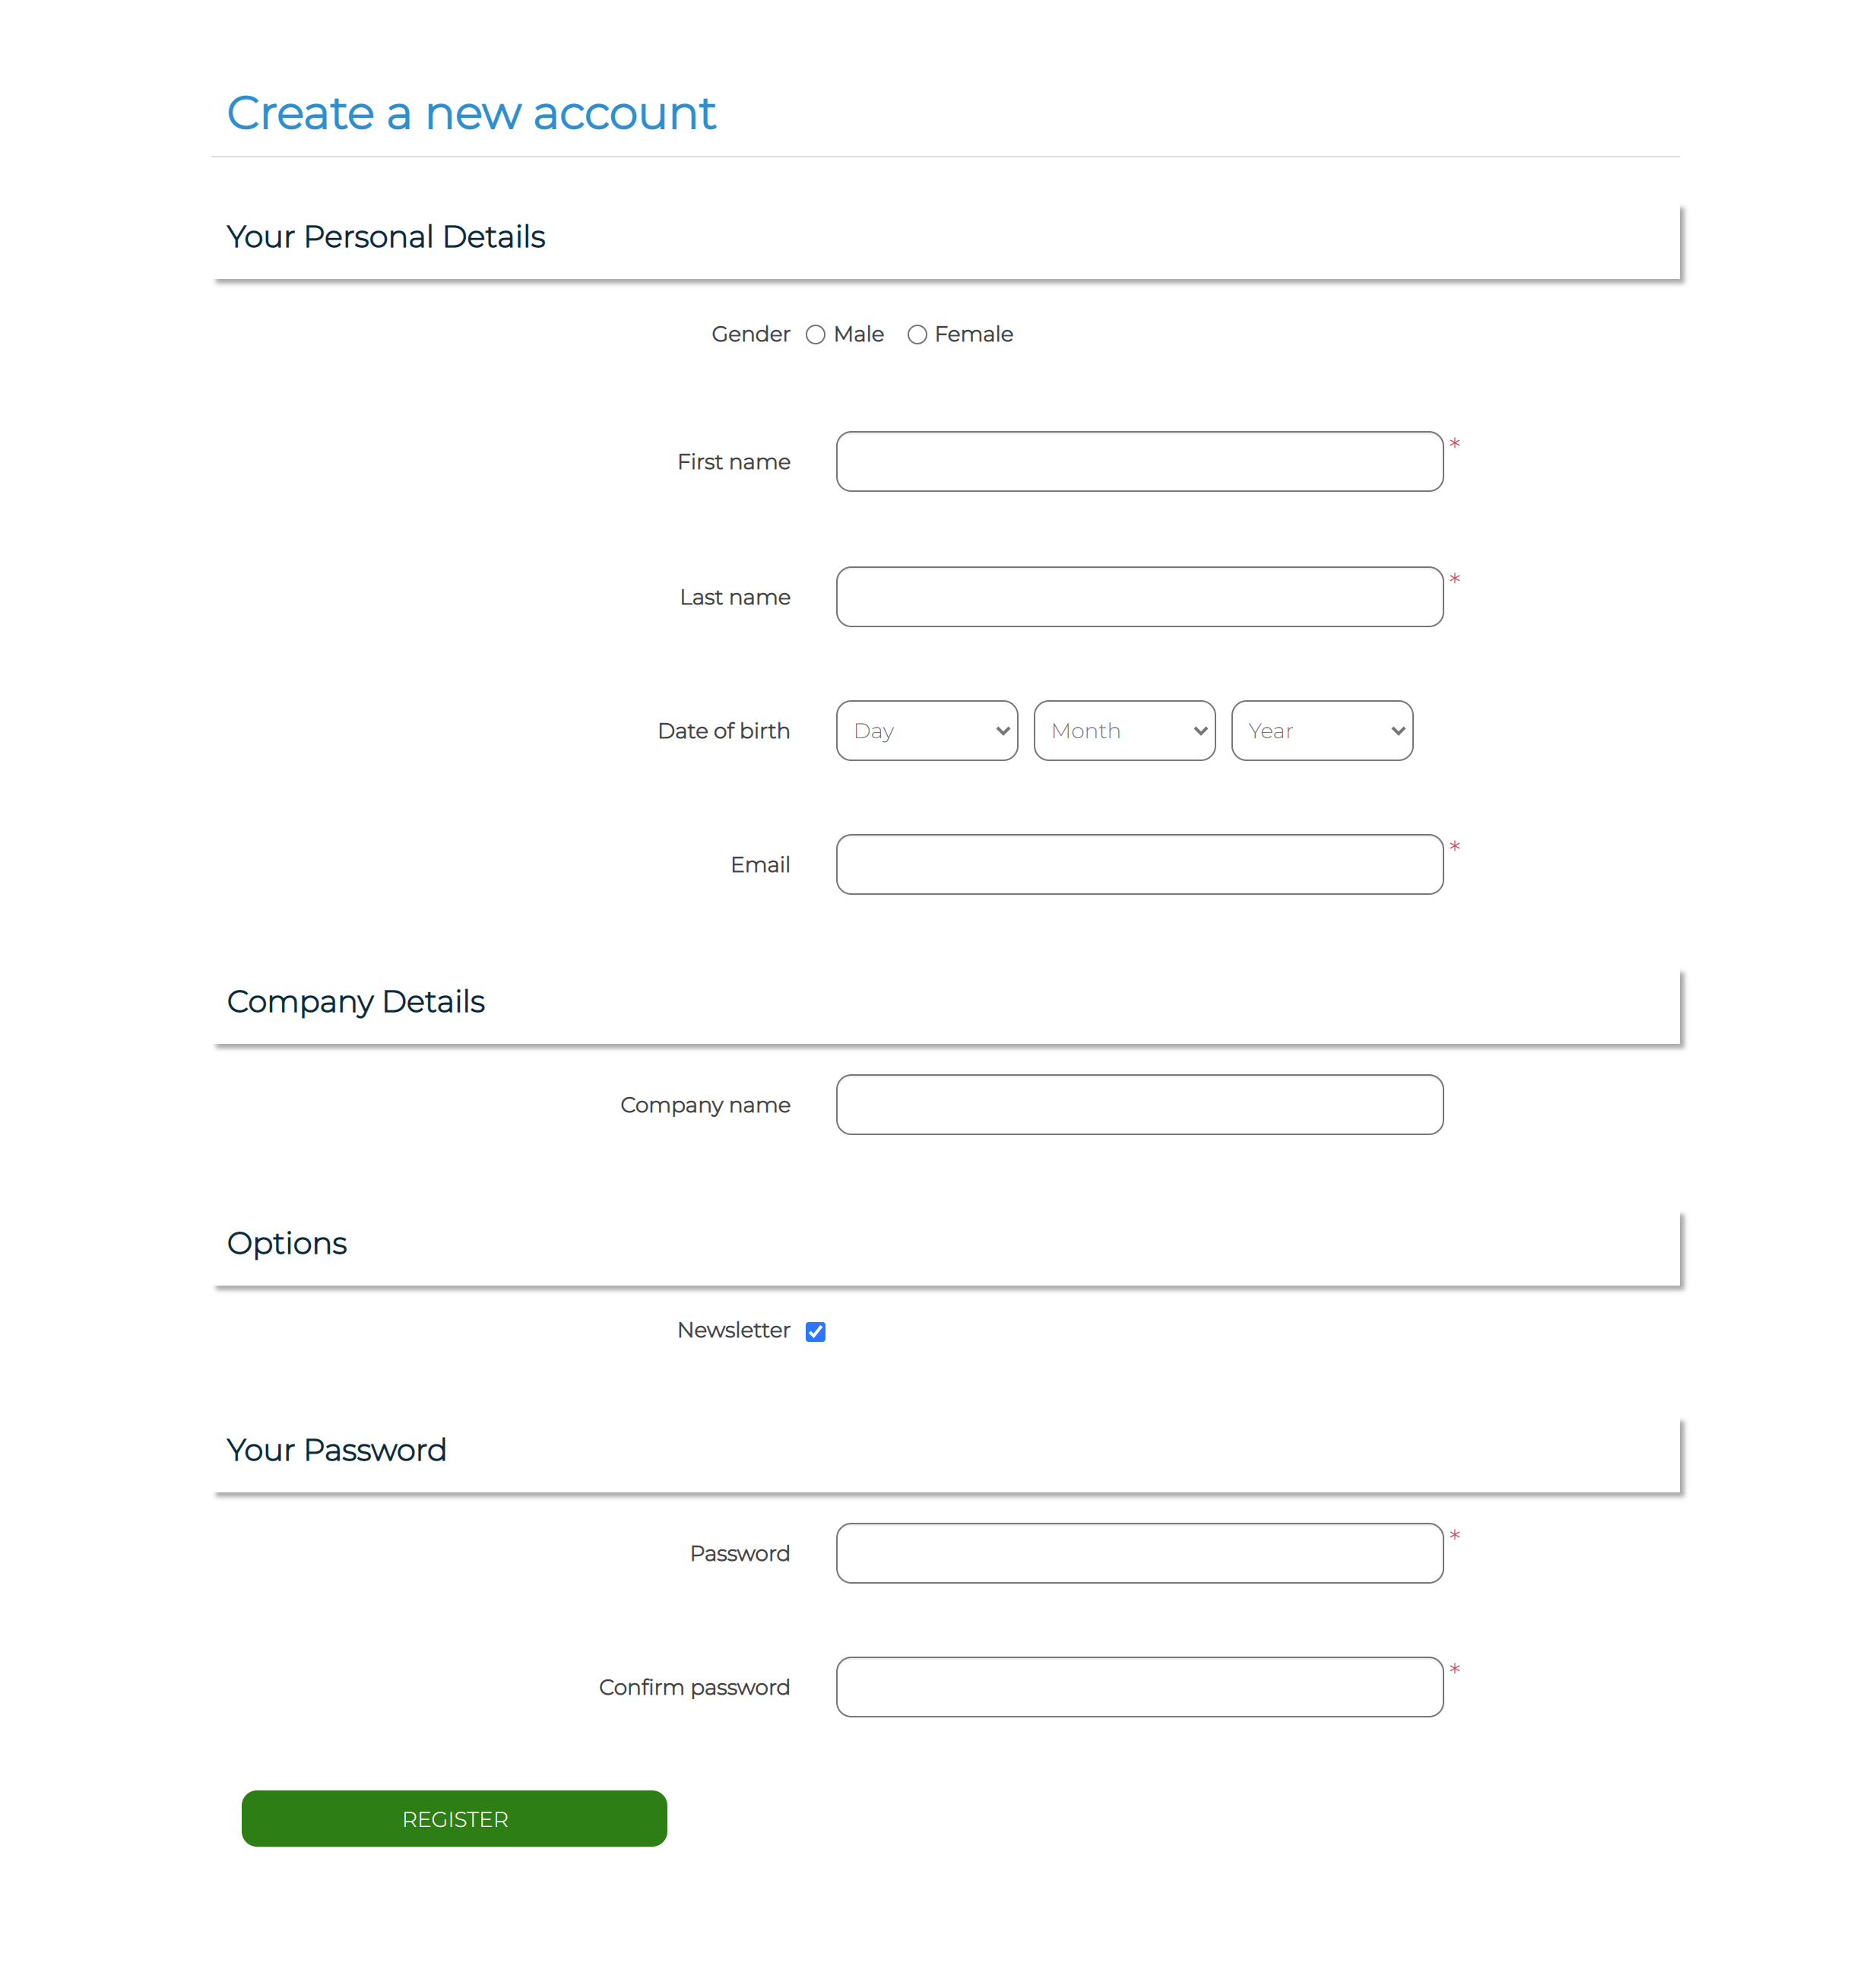 Create a new account
Your Personal Details
Gender Male Female
First name *
Last name *
Date of birth Day Month Year
Email *
Company Details
Company name
Options
Newsletter
Your Password
Password *
Confirm password *
REGISTER